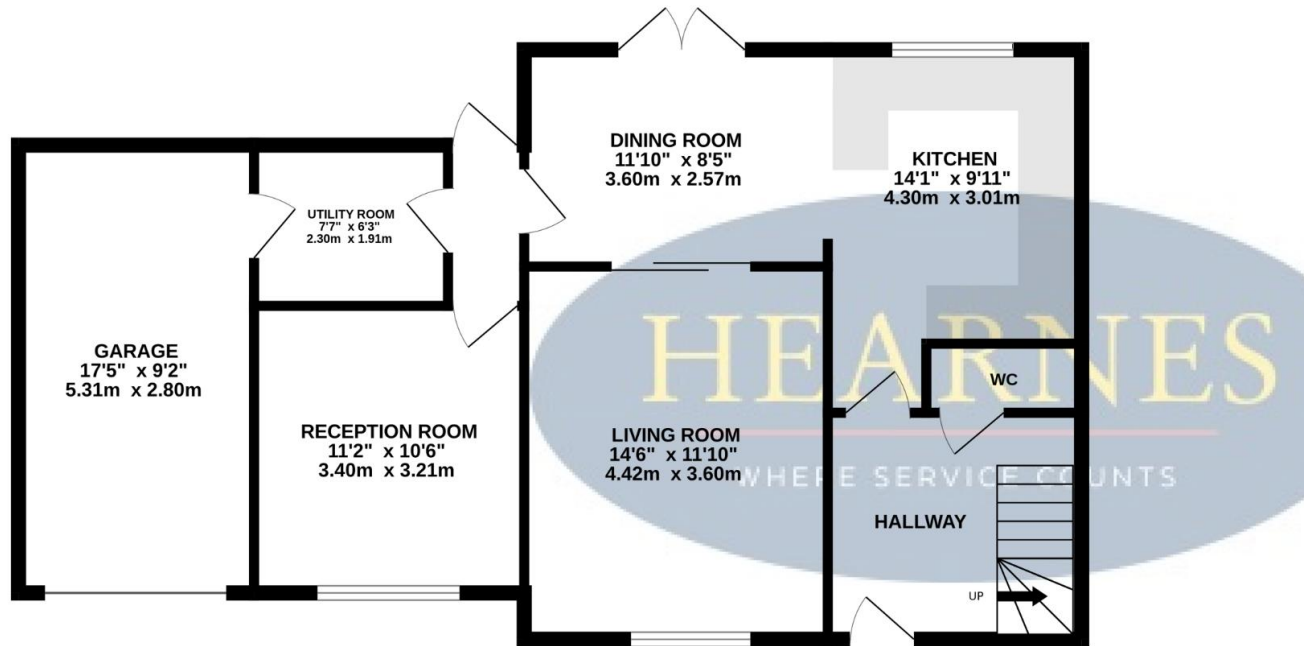 DINING ROOM
11'10" x 8'5"
3.60m x 2.57m
KITCHEN
14'1" x 9'11"
4.30m x 3.01m
UTILITY ROOM
7'7" x 6'3"
2.30m x 1.91m
GARAGE
17'5" x 9'2"
5.31m x 2.80m
RECEPTION ROOM
11'2" x 10'6"
3.40m x 3.21m
LIVING ROOM
14'6" x 11'10"
4.42m x 3.60m
WC
HALLWAY
UP
HEARNES
WHERE SERVICE COUNTS